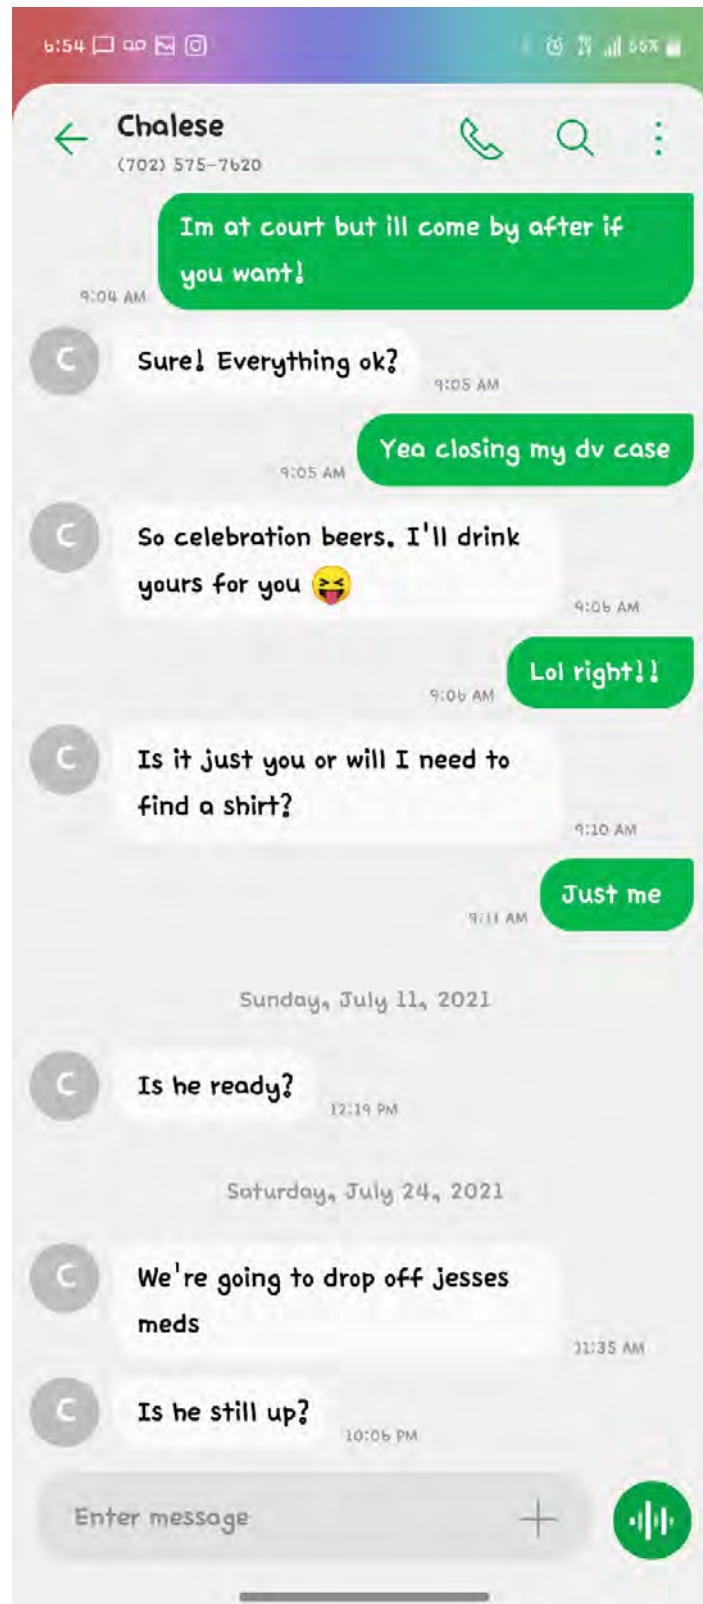 6:54
66%
Chalese
(702) 575-7620
Im at court but ill come by after if
you want!
9:04 AM
C
Sure! Everything ok?
9:05 AM
Yea closing my dv case
9:05 AM
C
So celebration beers. I'll drink
yours for you 😝
9:06 AM
Lol right!!
9:06 AM
C
Is it just you or will I need to
find a shirt?
9:10 AM
Just me
9:11 AM
Sunday, July 11, 2021
C
Is he ready?
12:19 PM
Saturday, July 24, 2021
C
We're going to drop off jesses
meds
11:35 AM
C
Is he still up?
10:06 PM
Enter message